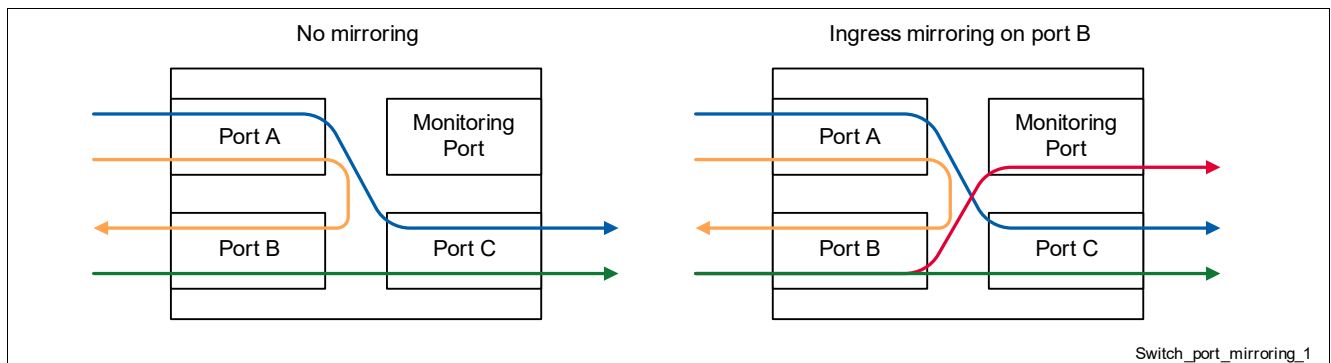 No mirroring
Port A
Monitoring
Port
Port B
Port C
Ingress mirroring on port B
Port A
Monitoring
Port
Port B
Port C
Switch_port_mirroring_1